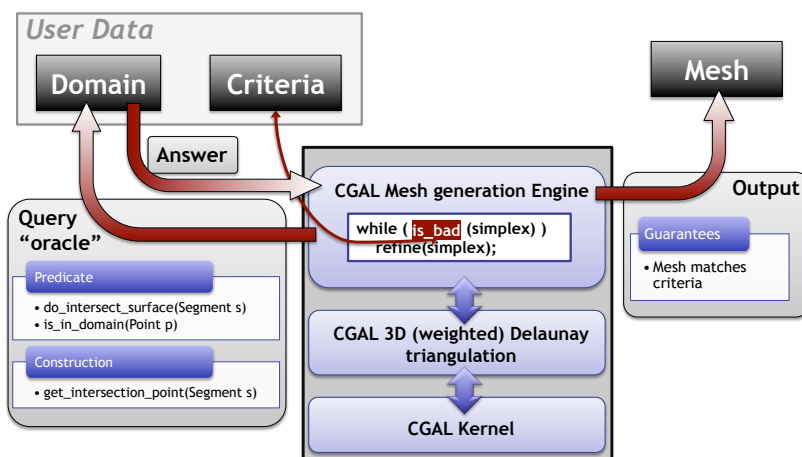 User Data
Domain
Criteria
Mesh
Answer
CGAL Mesh generation Engine
while ( is_bad (simplex) )
refine(simplex);
CGAL 3D (weighted) Delaunay
triangulation
CGAL Kernel
Query
“oracle”
Predicate
• do_intersect_surface(Segment s)
• is_in_domain(Point p)
Construction
• get_intersection_point(Segment s)
Output
Guarantees
• Mesh matches
criteria